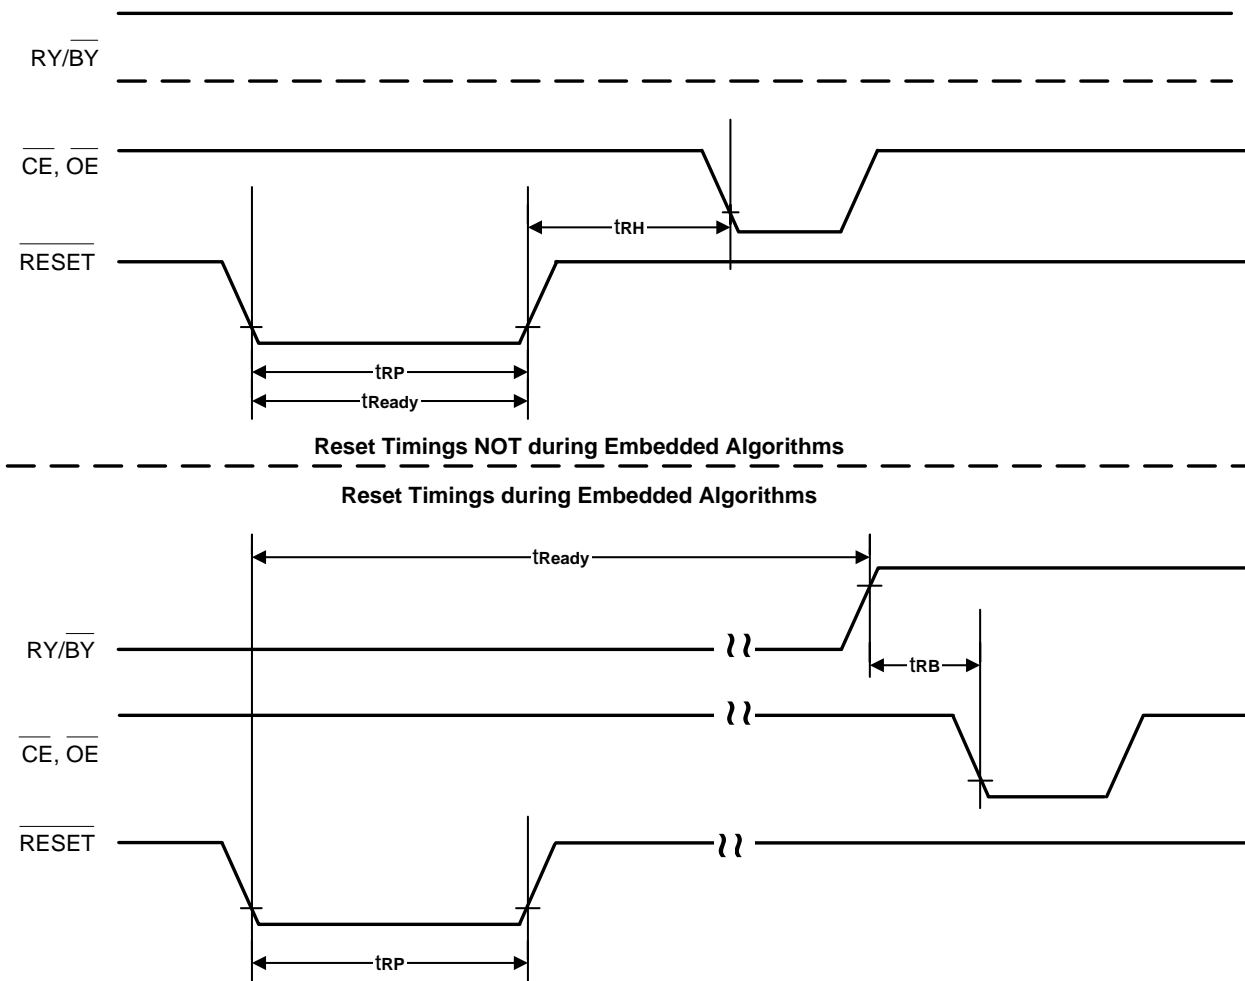 RY/BY
CE, OE
tRH
RESET
tRP
tReady
Reset Timings NOT during Embedded Algorithms
Reset Timings during Embedded Algorithms
tReady
RY/BY
tRB
CE, OE
RESET
tRP